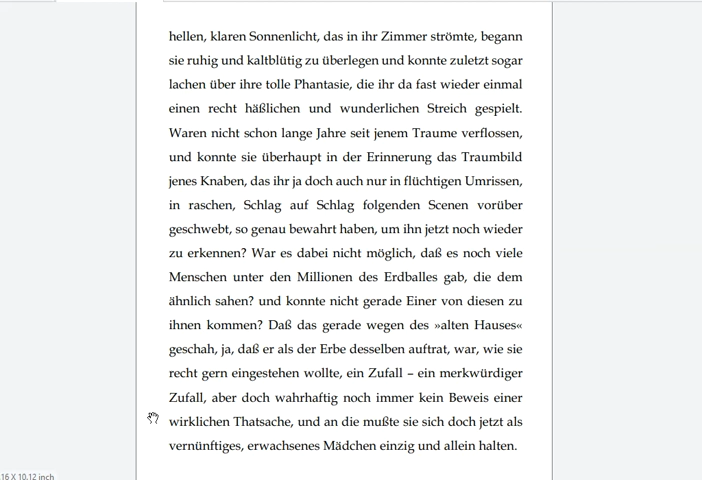 hellen, klaren Sonnenlicht, das in ihr Zimmer strömte, begann
sie ruhig und kaltblütig zu überlegen und konnte zuletzt sogar
lachen über ihre tolle Phantasie, die ihr da fast wieder einmal
einen recht häßlichen und wunderlichen Streich gespielt.
Waren nicht schon lange Jahre seit jenem Traume verflossen,
und konnte sie überhaupt in der Erinnerung das Traumbild
jenes Knaben, das ihr ja doch auch nur in flüchtigen Umrissen,
in raschen, Schlag auf Schlag folgenden Scenen vorüber
geschwebt, so genau bewahrt haben, um ihn jetzt noch wieder
zu erkennen? War es dabei nicht möglich, daß es noch viele
Menschen unter den Millionen des Erdballes gab, die dem
ähnlich sahen? und konnte nicht gerade Einer von diesen zu
ihnen kommen? Daß das gerade wegen des »alten Hauses«
geschah, ja, daß er als der Erbe desselben auftrat, war, wie sie
recht gern eingestehen wollte, ein Zufall – ein merkwürdiger
Zufall, aber doch wahrhaftig noch immer kein Beweis einer
wirklichen Thatsache, und an die mußte sie sich doch jetzt als
vernünftiges, erwachsenes Mädchen einzig und allein halten.
16 X 10.12 inch